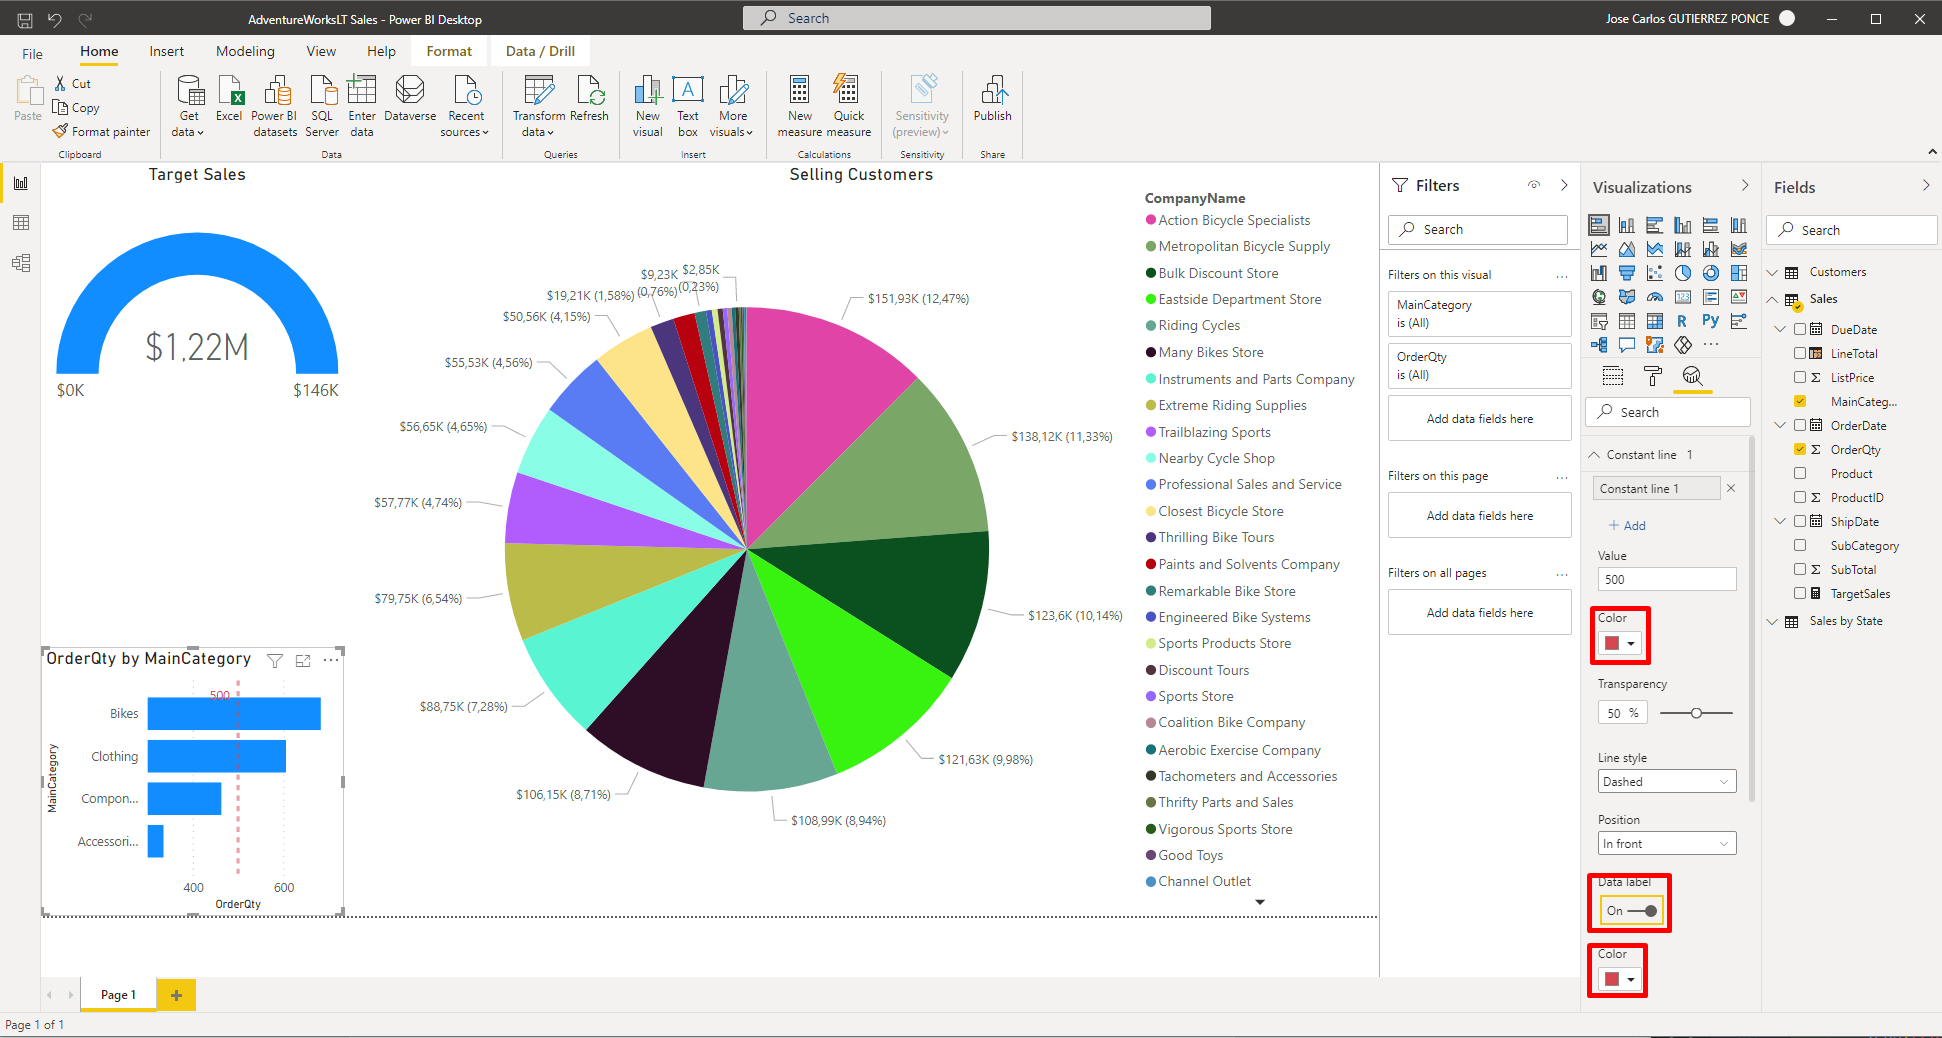 AdventureWorksLT Sales - Power BI Desktop
Search
Jose Carlos GUTIERREZ PONCE
File
Home
Insert
Modeling
View
Help
Format
Data / Drill
Paste
Cut
Copy
Format painter
Clipboard
Get data
Excel
Power BI datasets
SQL Server
Enter data
Dataverse
Recent sources
Data
Transform data
Refresh
Queries
New visual
Text box
More visuals
Insert
New measure
Quick measure
Calculations
Sensitivity (preview)
Sensitivity
Publish
Share
Target Sales
$1,22M
$0K
$146K
Selling Customers
$2,85K (0,23%)
$9,23K (0,76%)
$19,21K (1,58%)
$50,56K (4,15%)
$55,53K (4,56%)
$56,65K (4,65%)
$57,77K (4,74%)
$79,75K (6,54%)
$88,75K (7,28%)
$106,15K (8,71%)
$108,99K (8,94%)
$121,63K (9,98%)
$123,6K (10,14%)
$138,12K (11,33%)
$151,93K (12,47%)
CompanyName
Action Bicycle Specialists
Metropolitan Bicycle Supply
Bulk Discount Store
Eastside Department Store
Riding Cycles
Many Bikes Store
Instruments and Parts Company
Extreme Riding Supplies
Trailblazing Sports
Nearby Cycle Shop
Professional Sales and Service
Closest Bicycle Store
Thrilling Bike Tours
Paints and Solvents Company
Remarkable Bike Store
Engineered Bike Systems
Sports Products Store
Discount Tours
Sports Store
Coalition Bike Company
Aerobic Exercise Company
Tachometers and Accessories
Thrifty Parts and Sales
Vigorous Sports Store
Good Toys
Channel Outlet
OrderQty by MainCategory
500
Bikes
Clothing
Compon...
Accessori...
MainCategory
400
600
OrderQty
Filters
Search
Filters on this visual
MainCategory
is (All)
OrderQty
is (All)
Add data fields here
Filters on this page
Add data fields here
Filters on all pages
Add data fields here
Visualizations
123
R
Py
Search
Constant line 1
Constant line 1
Add
Value
500
Color
Transparency
50 %
Line style
Dashed
Position
In front
Data label
On
Color
Fields
Search
Customers
Sales
DueDate
LineTotal
ListPrice
MainCateg...
OrderDate
OrderQty
Product
ProductID
ShipDate
SubCategory
SubTotal
TargetSales
Sales by State
Page 1
Page 1 of 1